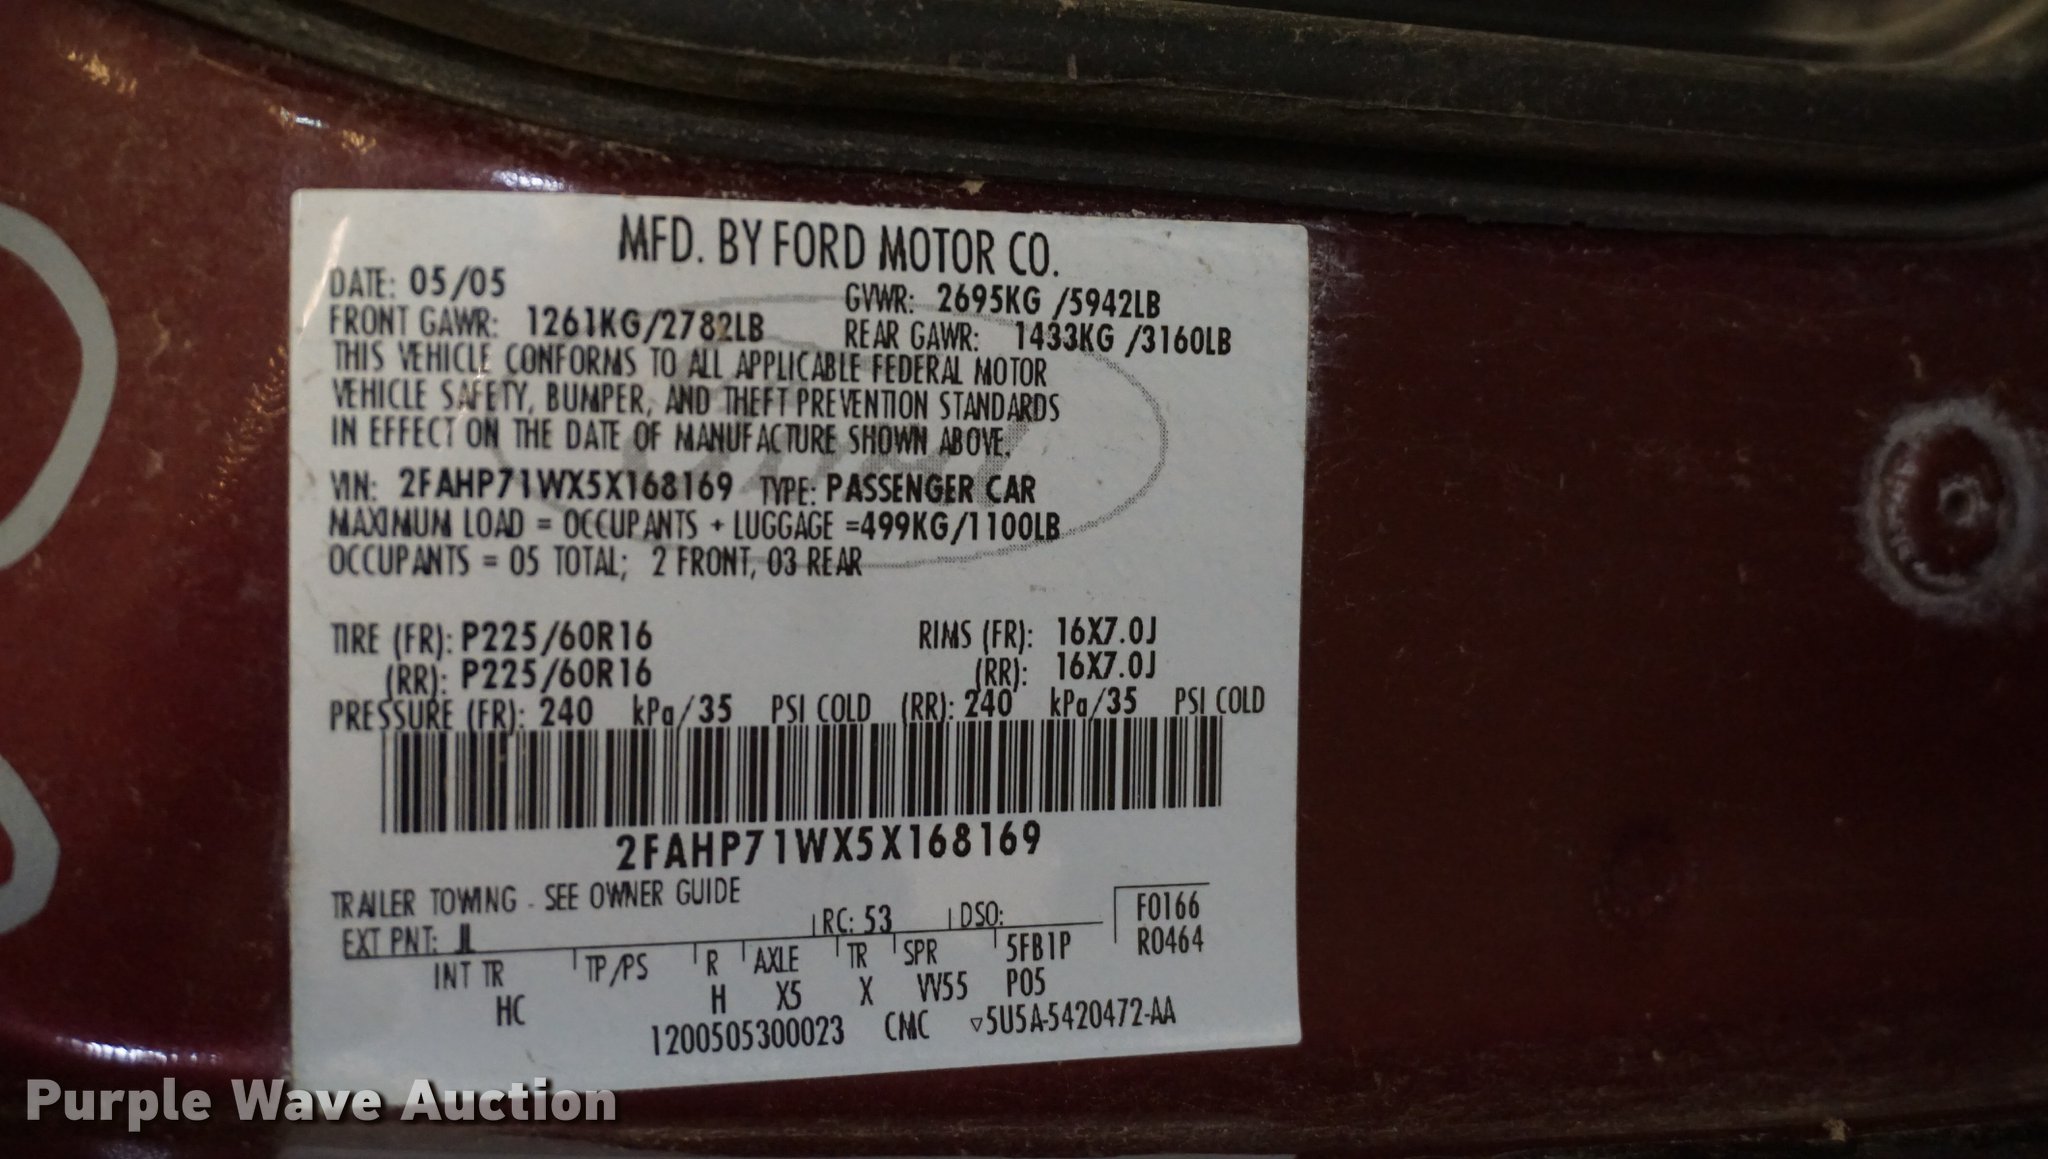 MFD. BY FORD MOTOR CO.
DATE: 05/05
GVWR: 2695KG /5942LB
FRONT GAWR: 1261KG/2782LB
REAR GAWR: 1433KG /3160LB
THIS VEHICLE CONFORMS TO ALL APPLICABLE FEDERAL MOTOR
VEHICLE SAFETY, BUMPER, AND THEFT PREVENTION STANDARDS
IN EFFECT ON THE DATE OF MANUFACTURE SHOWN ABOVE.
VIN: 2FAHP71WX5X168169 TYPE: PASSENGER CAR
MAXIMUM LOAD = OCCUPANTS + LUGGAGE =499KG/1100LB
OCCUPANTS = 05 TOTAL; 2 FRONT, 03 REAR
TIRE (FR): P225/60R16 RIMS (FR): 16X7.0J
(RR): P225/60R16 (RR): 16X7.0J
PRESSURE (FR): 240 kPa/35 PSI COLD (RR): 240 kPa/35 PSI COLD
2FAHP71WX5X168169
TRAILER TOWING - SEE OWNER GUIDE
EXT PNT: JL RC: 53 DSO: F0166
R0464
INT TR TP/PS R AXLE TR SPR 5FB1P
HC H X5 X VV55 P05
1200505300023 CMC ▽5U5A-5420472-AA
Purple Wave Auction